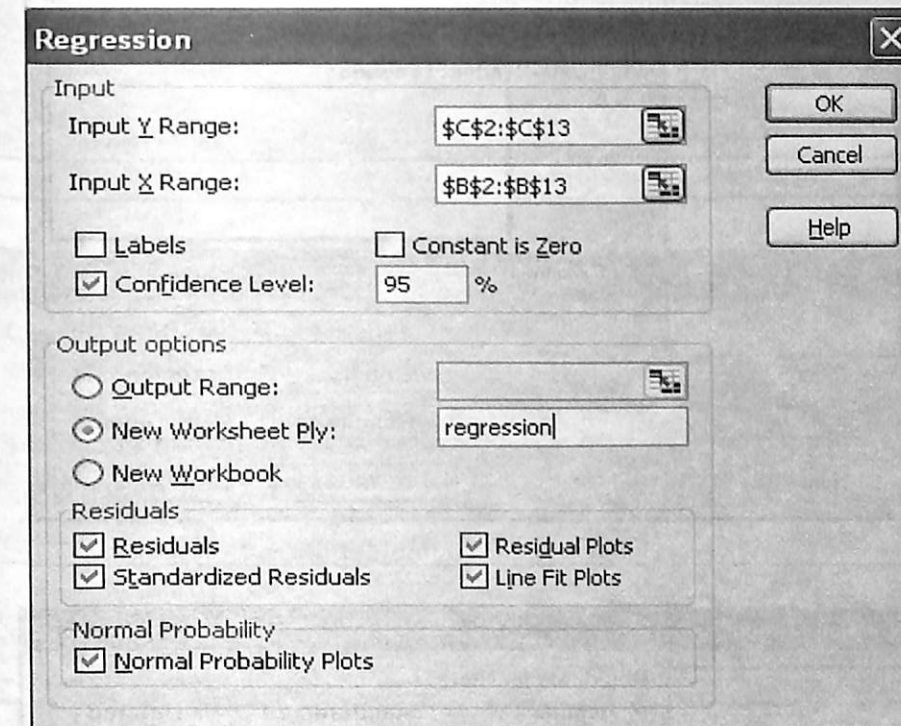 Regression
Input
Input Y Range:
$C$2:$C$13
OK
Cancel
Input X Range:
$B$2:$B$13
Help
Labels
Constant is Zero
Confidence Level:
95
%
Output options
Output Range:
New Worksheet Ply:
regression
New Workbook
Residuals
Residuals
Residual Plots
Standardized Residuals
Line Fit Plots
Normal Probability
Normal Probability Plots